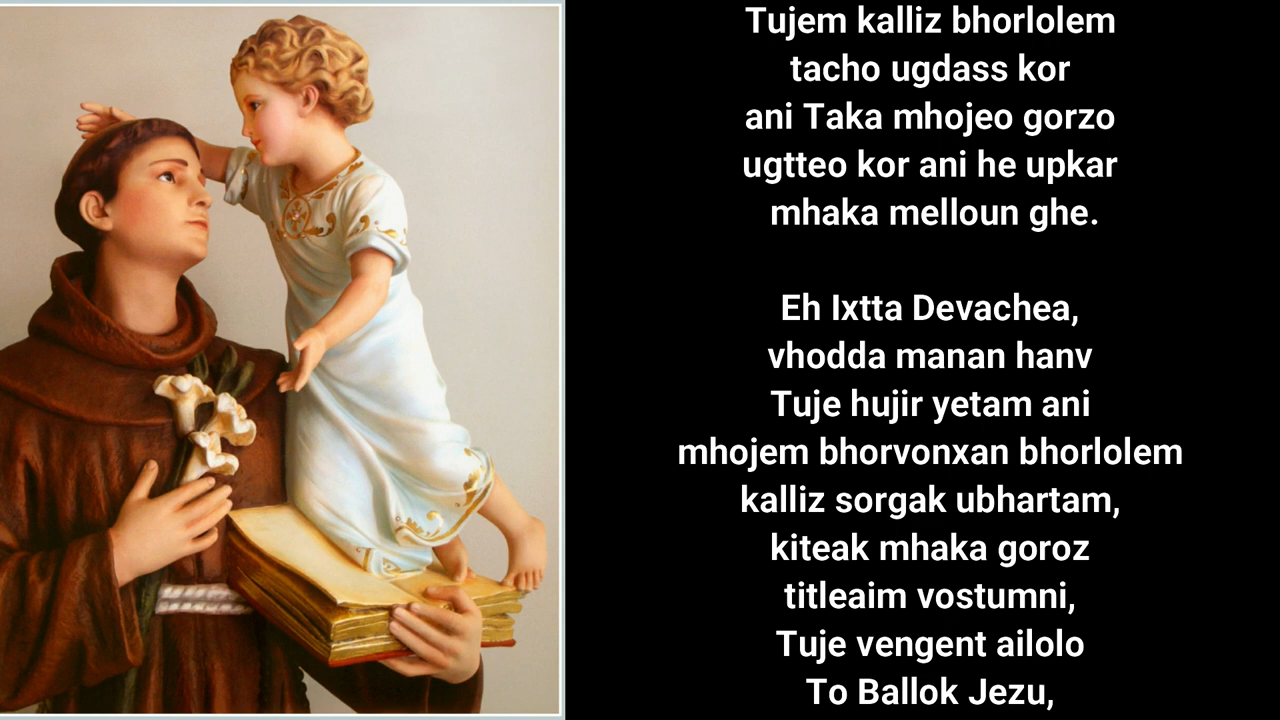 Tujem kalliz bhorlolem
tacho ugdass kor
ani Taka mhojeo gorzo
ugtteo kor ani he upkar
mhaka melloun ghe.
Eh Ixtta Devachea,
vhodda manan hanv
Tuje hujir yetam ani
mhojem bhorvonxan bhorlolem
kalliz sorgak ubhartam,
kiteak mhaka goroz
titleaim vostumni,
Tuje vengent ailolo
To Ballok Jezu,